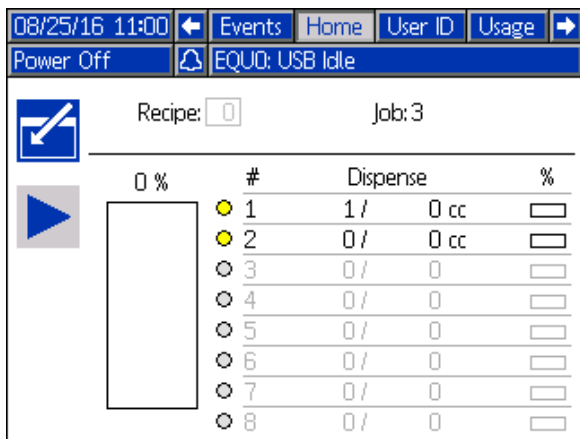 08/25/16 11:00 Events Home User ID Usage
Power Off EQU0: USB Idle
Recipe: 0 Job: 3
0 % # Dispense %
1 1 / 0 cc
2 0 / 0 cc
3 0 / 0
4 0 / 0
5 0 / 0
6 0 / 0
7 0 / 0
8 0 / 0